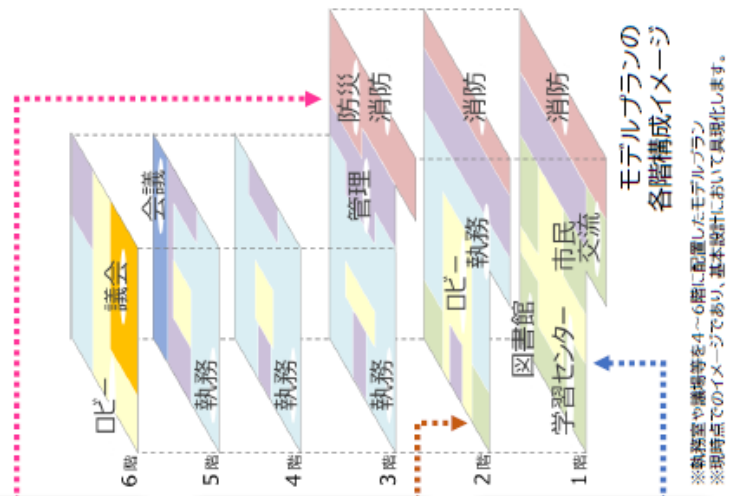 モデルプランの
各階構成イメージ
6階
ロビー
議会
5階
執務
会議
4階
執務
3階
執務
管理
防災
消防
2階
ロビー
執務
消防
1階
学習センター
図書館
市民
交流
消防
※執務室や議場等を4～6階に配置したモデルプラン
※現時点でのイメージであり、基本設計において具現化します。